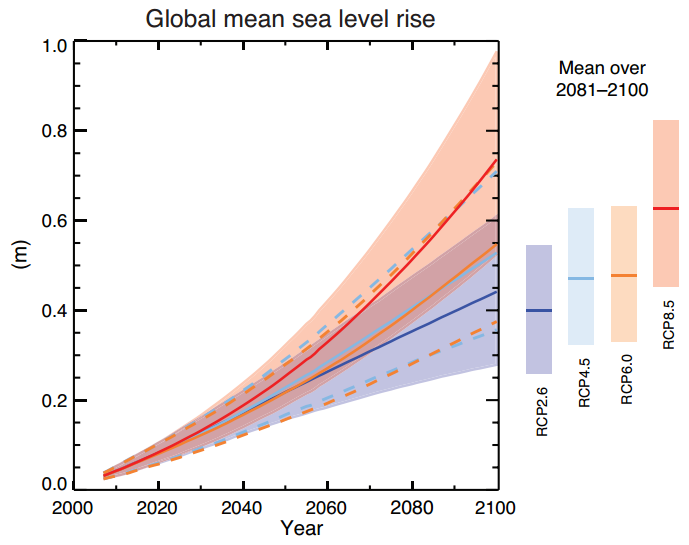 Global mean sea level rise
1.0
0.8
0.6
0.4
0.2
0.0
(m)
2000 2020 2040 2060 2080 2100
Year
Mean over
2081–2100
RCP2.6
RCP4.5
RCP6.0
RCP8.5